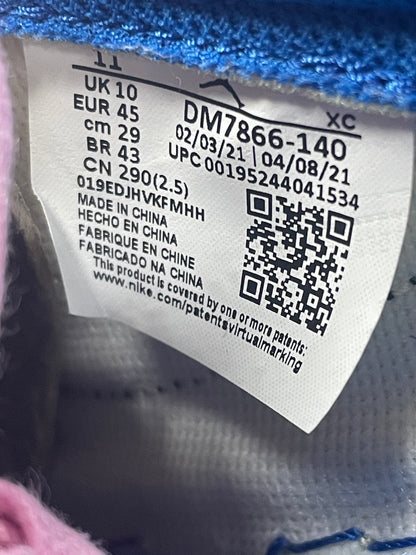 11
UK 10
EUR 45
cm 29
BR 43
CN 290(2.5)
019EDJHVKFMHH
MADE IN CHINA
HECHO EN CHINA
FABRIQUE EN CHINE
FABRICADO NA CHINA
This product is covered by one or more patents:
www.nike.com/patentsvirtualmarking
XC
DM7866-140
02/03/21 | 04/08/21
UPC 00195244041534